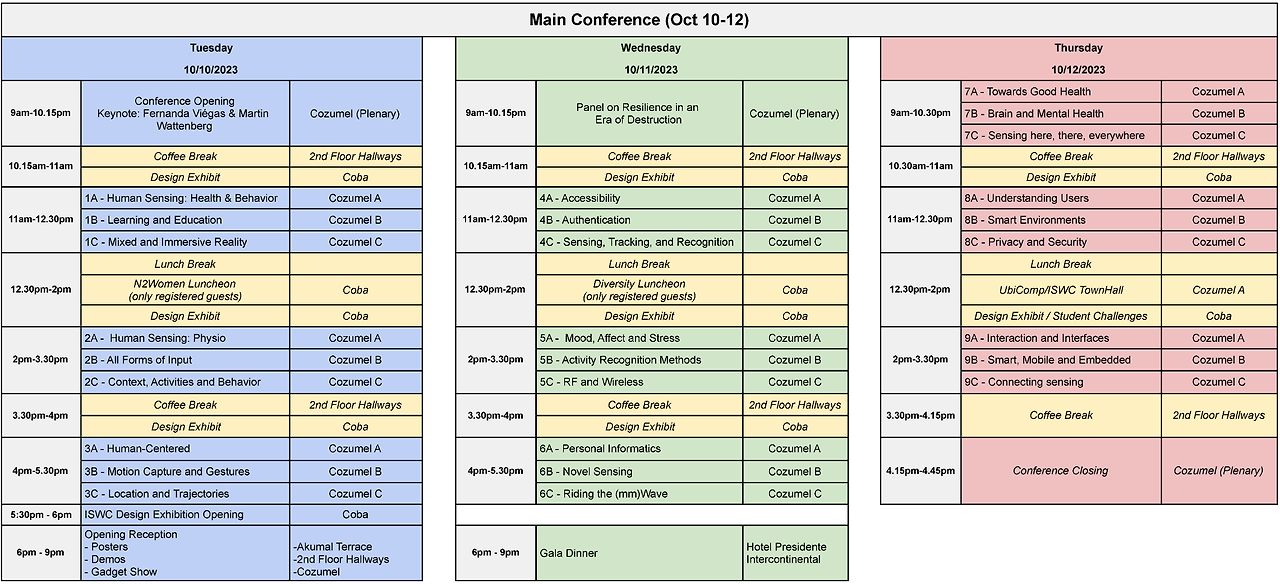 Main Conference (Oct 10-12)
Tuesday
10/10/2023
9am-10.15pm
Conference Opening
Keynote: Fernanda Viégas & Martin
Wattenberg
Cozumel (Plenary)
10.15am-11am
Coffee Break
2nd Floor Hallways
Design Exhibit
Coba
11am-12.30pm
1A - Human Sensing: Health & Behavior
Cozumel A
1B - Learning and Education
Cozumel B
1C - Mixed and Immersive Reality
Cozumel C
12.30pm-2pm
Lunch Break
N2Women Luncheon
(only registered guests)
Coba
Design Exhibit
Coba
2pm-3.30pm
2A - Human Sensing: Physio
Cozumel A
2B - All Forms of Input
Cozumel B
2C - Context, Activities and Behavior
Cozumel C
3.30pm-4pm
Coffee Break
2nd Floor Hallways
Design Exhibit
Coba
4pm-5.30pm
3A - Human-Centered
Cozumel A
3B - Motion Capture and Gestures
Cozumel B
3C - Location and Trajectories
Cozumel C
5:30pm - 6pm
ISWC Design Exhibition Opening
Coba
6pm - 9pm
Opening Reception
- Posters
- Demos
- Gadget Show
-Akumal Terrace
-2nd Floor Hallways
-Cozumel
Wednesday
10/11/2023
9am-10.15pm
Panel on Resilience in an
Era of Destruction
Cozumel (Plenary)
10.15am-11am
Coffee Break
2nd Floor Hallways
Design Exhibit
Coba
11am-12.30pm
4A - Accessibility
Cozumel A
4B - Authentication
Cozumel B
4C - Sensing, Tracking, and Recognition
Cozumel C
12.30pm-2pm
Lunch Break
Diversity Luncheon
(only registered guests)
Coba
Design Exhibit
Coba
2pm-3.30pm
5A - Mood, Affect and Stress
Cozumel A
5B - Activity Recognition Methods
Cozumel B
5C - RF and Wireless
Cozumel C
3.30pm-4pm
Coffee Break
2nd Floor Hallways
Design Exhibit
Coba
4pm-5.30pm
6A - Personal Informatics
Cozumel A
6B - Novel Sensing
Cozumel B
6C - Riding the (mm)Wave
Cozumel C
6pm - 9pm
Gala Dinner
Hotel Presidente
Intercontinental
Thursday
10/12/2023
9am-10.30pm
7A - Towards Good Health
Cozumel A
7B - Brain and Mental Health
Cozumel B
7C - Sensing here, there, everywhere
Cozumel C
10.30am-11am
Coffee Break
2nd Floor Hallways
Design Exhibit
Coba
11am-12.30pm
8A - Understanding Users
Cozumel A
8B - Smart Environments
Cozumel B
8C - Privacy and Security
Cozumel C
12.30pm-2pm
Lunch Break
UbiComp/ISWC TownHall
Cozumel A
Design Exhibit / Student Challenges
Coba
2pm-3.30pm
9A - Interaction and Interfaces
Cozumel A
9B - Smart, Mobile and Embedded
Cozumel B
9C - Connecting sensing
Cozumel C
3.30pm-4.15pm
Coffee Break
2nd Floor Hallways
4.15pm-4.45pm
Conference Closing
Cozumel (Plenary)